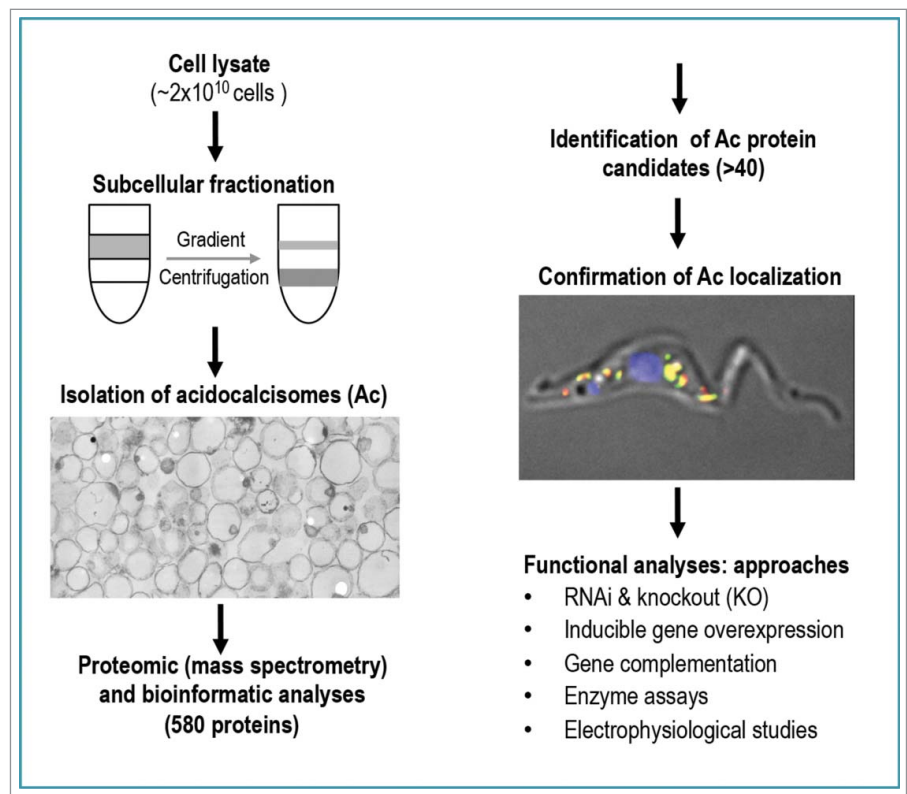 Cell lysate
(~2x10¹⁰ cells )
Subcellular fractionation
Gradient
Centrifugation
Isolation of acidocalcisomes (Ac)
Proteomic (mass spectrometry)
and bioinformatic analyses
(580 proteins)
Identification of Ac protein
candidates (>40)
Confirmation of Ac localization
Functional analyses: approaches
• RNAi & knockout (KO)
• Inducible gene overexpression
• Gene complementation
• Enzyme assays
• Electrophysiological studies